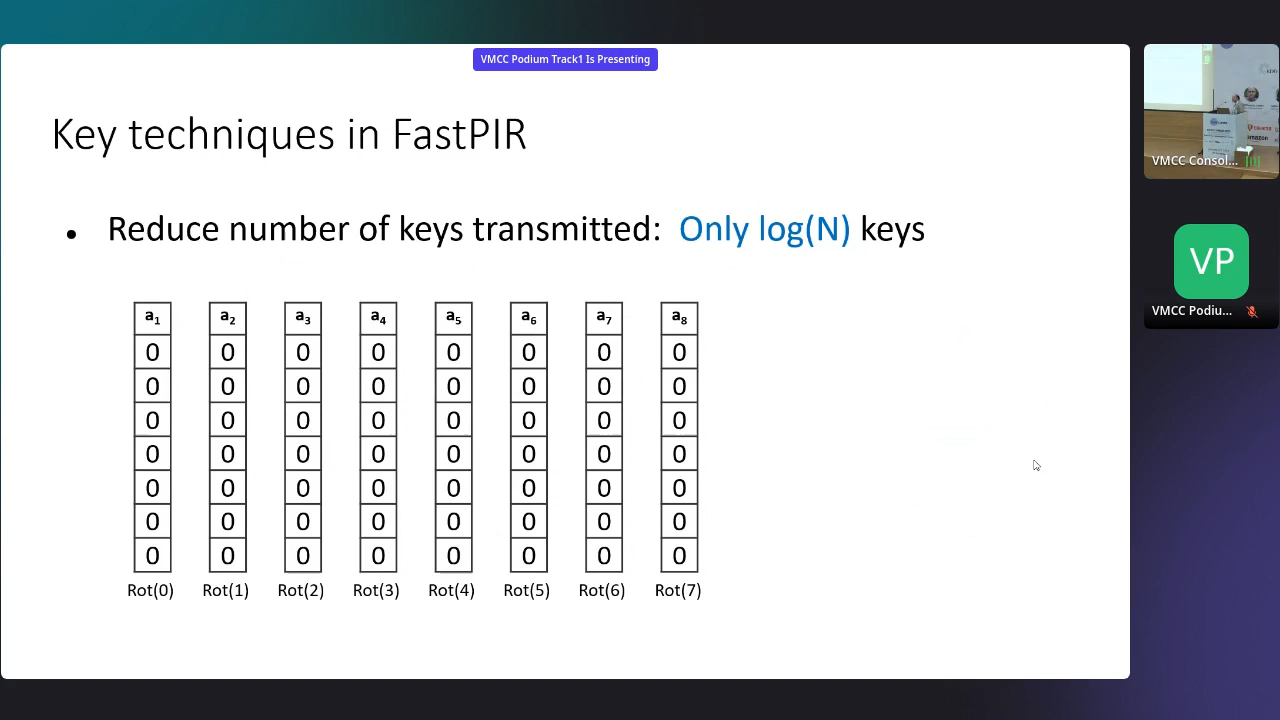 VMCC Podium Track1 Is Presenting
Key techniques in FastPIR
• Reduce number of keys transmitted: Only log(N) keys
a₁ a₂ a₃ a₄ a₅ a₆ a₇ a₈
0 0 0 0 0 0 0 0
0 0 0 0 0 0 0 0
0 0 0 0 0 0 0 0
0 0 0 0 0 0 0 0
0 0 0 0 0 0 0 0
0 0 0 0 0 0 0 0
0 0 0 0 0 0 0 0
Rot(0) Rot(1) Rot(2) Rot(3) Rot(4) Rot(5) Rot(6) Rot(7)
amazon
VMCC Consol...
VP
VMCC Podiu...